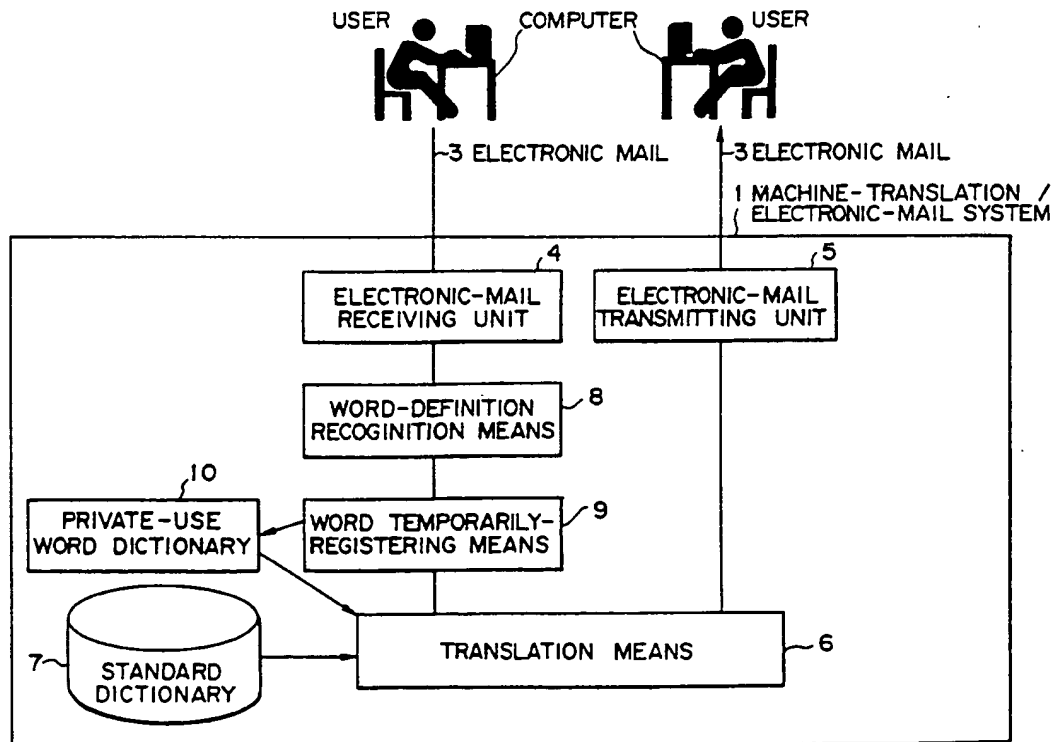 USER
COMPUTER
USER
3 ELECTRONIC MAIL
3 ELECTRONIC MAIL
1 MACHINE-TRANSLATION /
ELECTRONIC-MAIL SYSTEM
4
ELECTRONIC-MAIL
RECEIVING UNIT
5
ELECTRONIC-MAIL
TRANSMITTING UNIT
8
WORD-DEFINITION
RECOGINITION MEANS
10
PRIVATE-USE
WORD DICTIONARY
9
WORD TEMPORARILY-
REGISTERING MEANS
7
STANDARD
DICTIONARY
TRANSLATION MEANS
6